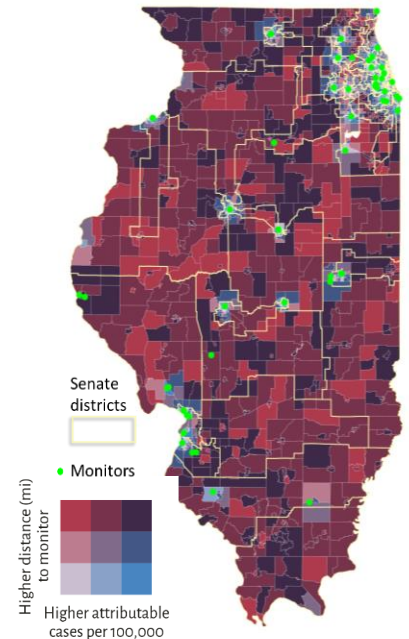 Senate
districts
Monitors
Higher distance (mi)
to monitor
Higher attributable
cases per 100,000